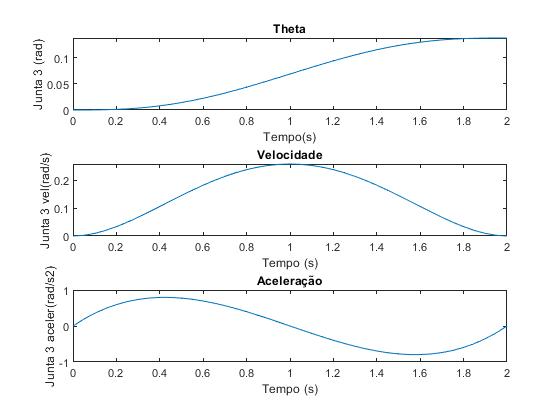 Theta
0.1
0.05
0
Junta 3 (rad)
0 0.2 0.4 0.6 0.8 1 1.2 1.4 1.6 1.8 2
Tempo(s)
Velocidade
0.2
0.1
0
Junta 3 vel(rad/s)
0 0.2 0.4 0.6 0.8 1 1.2 1.4 1.6 1.8 2
Tempo (s)
Aceleração
1
0
-1
Junta 3 aceler(rad/s2)
0 0.2 0.4 0.6 0.8 1 1.2 1.4 1.6 1.8 2
Tempo (s)